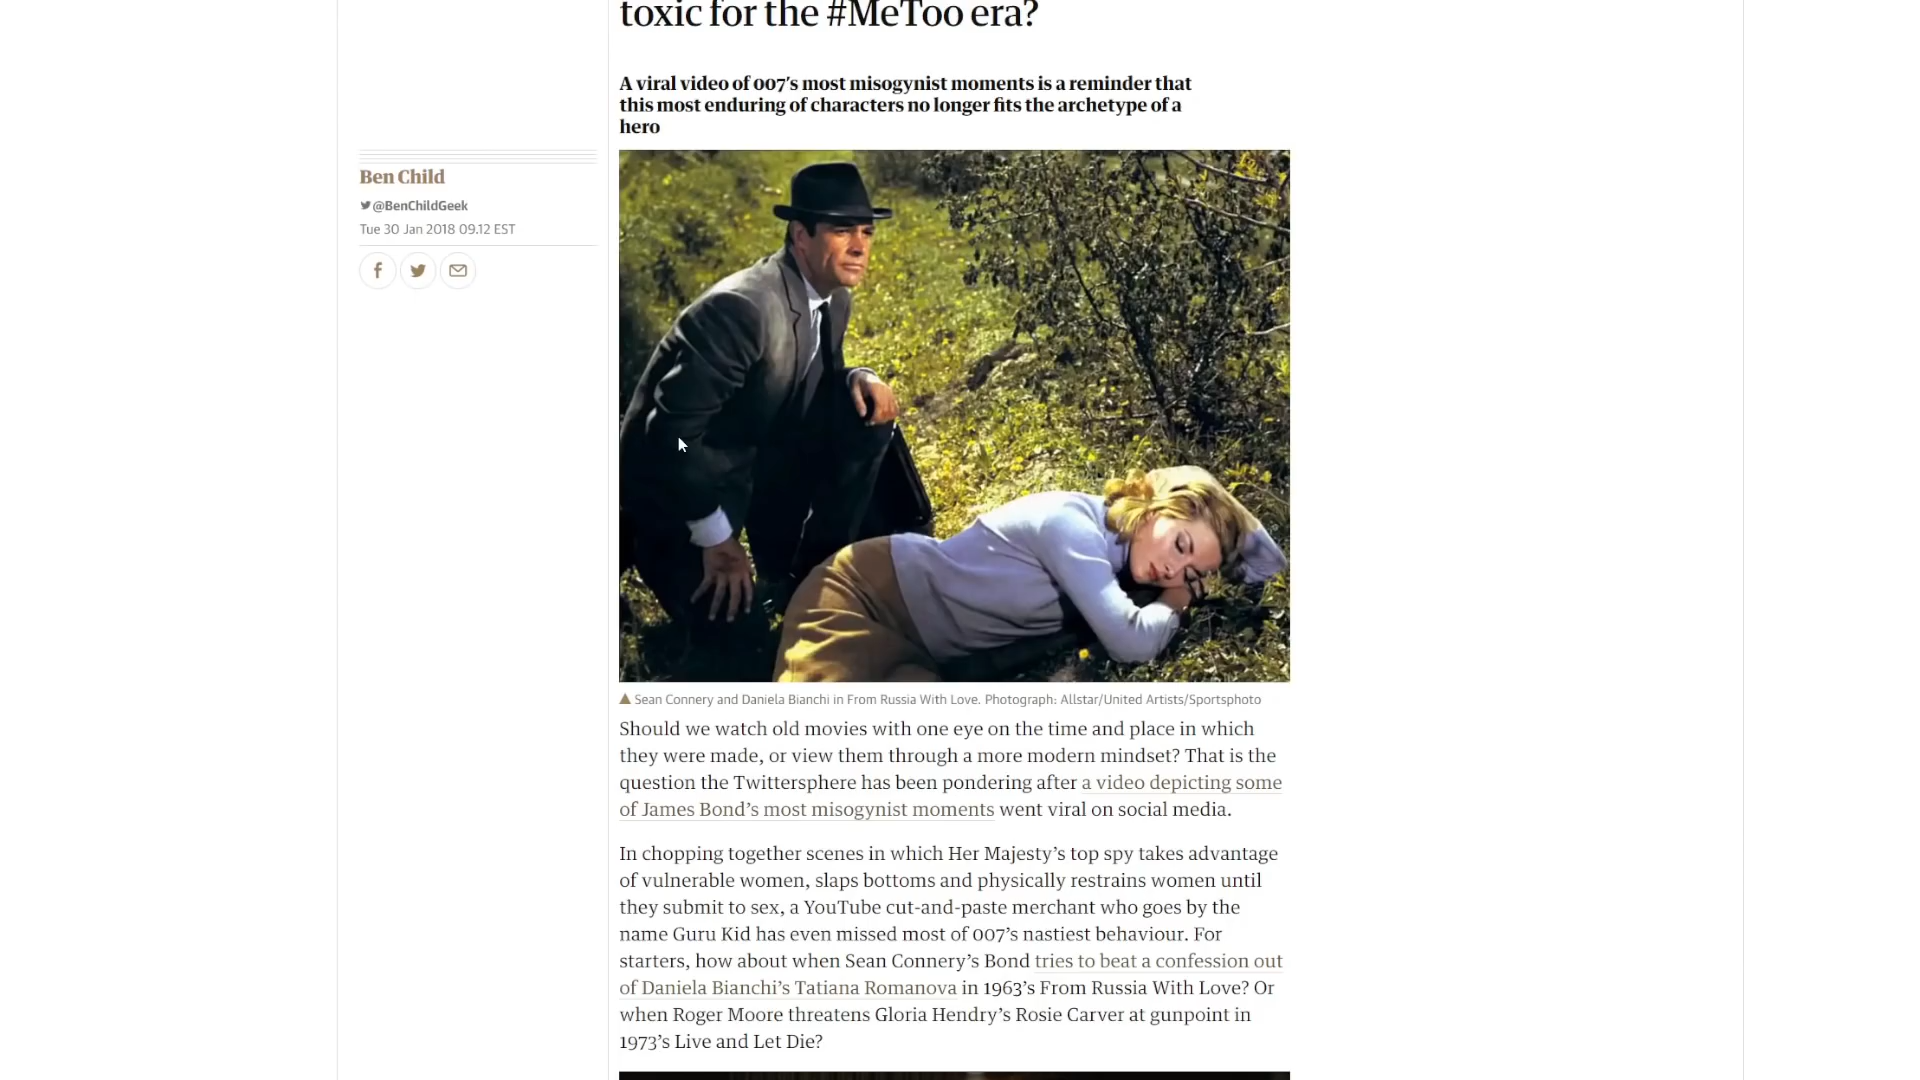 toxic for the #MeToo era?
A viral video of 007's most misogynist moments is a reminder that
this most enduring of characters no longer fits the archetype of a
hero
Ben Child
@BenChildGeek
Tue 30 Jan 2018 09.12 EST
Sean Connery and Daniela Bianchi in From Russia With Love. Photograph: Allstar/United Artists/Sportsphoto
Should we watch old movies with one eye on the time and place in which
they were made, or view them through a more modern mindset? That is the
question the Twittersphere has been pondering after a video depicting some
of James Bond's most misogynist moments went viral on social media.
In chopping together scenes in which Her Majesty's top spy takes advantage
of vulnerable women, slaps bottoms and physically restrains women until
they submit to sex, a YouTube cut-and-paste merchant who goes by the
name Guru Kid has even missed most of 007's nastiest behaviour. For
starters, how about when Sean Connery's Bond tries to beat a confession out
of Daniela Bianchi's Tatiana Romanova in 1963's From Russia With Love? Or
when Roger Moore threatens Gloria Hendry's Rosie Carver at gunpoint in
1973's Live and Let Die?